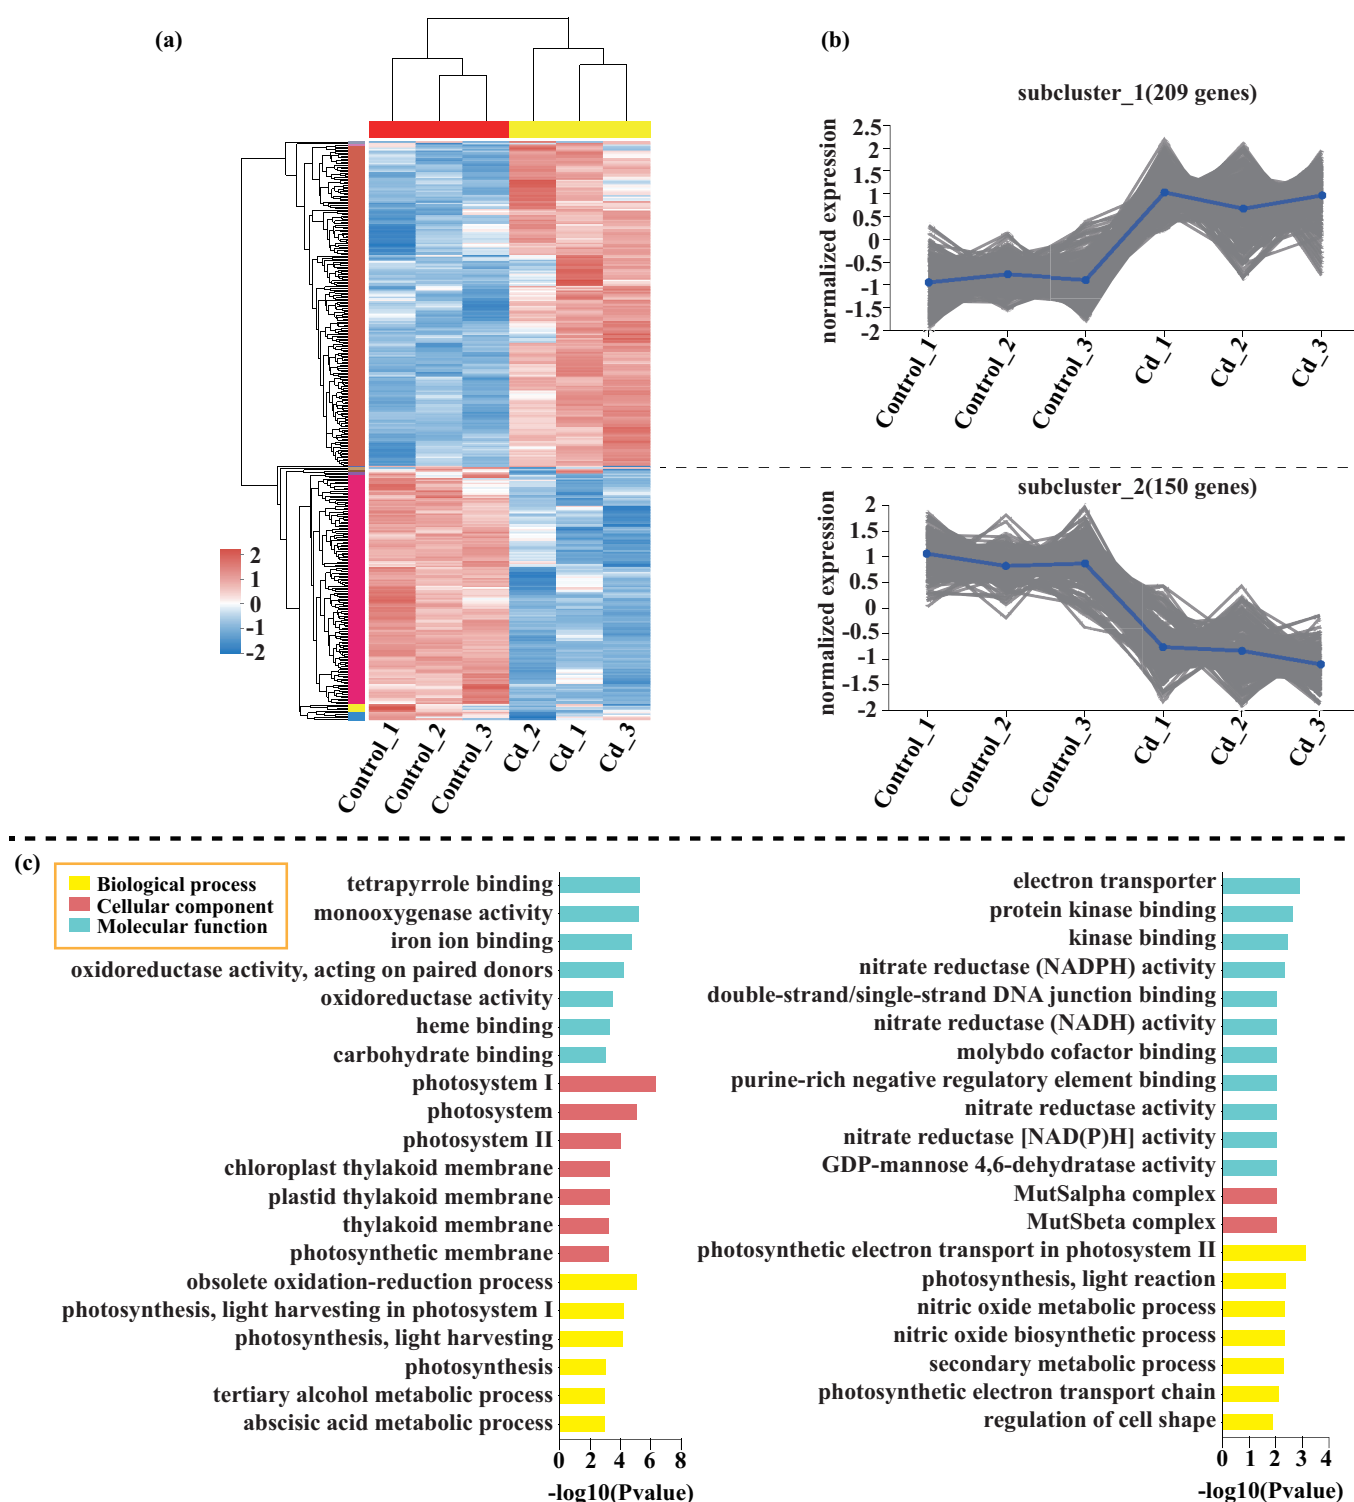 (a)
2
1
0
-1
-2
Control_1
Control_2
Control_3
Cd_2
Cd_1
Cd_3
(b)
subcluster_1(209 genes)
normalized expression
2.5
2
1.5
1
0.5
0
-0.5
-1
-1.5
-2
Control_1
Control_2
Control_3
Cd_1
Cd_2
Cd_3
subcluster_2(150 genes)
normalized expression
2
1.5
1
0.5
0
-0.5
-1
-1.5
-2
Control_1
Control_2
Control_3
Cd_1
Cd_2
Cd_3
(c)
Biological process
Cellular component
Molecular function
tetrapyrrole binding
monooxygenase activity
iron ion binding
oxidoreductase activity, acting on paired donors
oxidoreductase activity
heme binding
carbohydrate binding
photosystem I
photosystem
photosystem II
chloroplast thylakoid membrane
plastid thylakoid membrane
thylakoid membrane
photosynthetic membrane
obsolete oxidation-reduction process
photosynthesis, light harvesting in photosystem I
photosynthesis, light harvesting
photosynthesis
tertiary alcohol metabolic process
abscisic acid metabolic process
0 2 4 6 8
-log10(Pvalue)
electron transporter
protein kinase binding
kinase binding
nitrate reductase (NADPH) activity
double-strand/single-strand DNA junction binding
nitrate reductase (NADH) activity
molybdo cofactor binding
purine-rich negative regulatory element binding
nitrate reductase activity
nitrate reductase [NAD(P)H] activity
GDP-mannose 4,6-dehydratase activity
MutSalpha complex
MutSbeta complex
photosynthetic electron transport in photosystem II
photosynthesis, light reaction
nitric oxide metabolic process
nitric oxide biosynthetic process
secondary metabolic process
photosynthetic electron transport chain
regulation of cell shape
0 1 2 3 4
-log10(Pvalue)